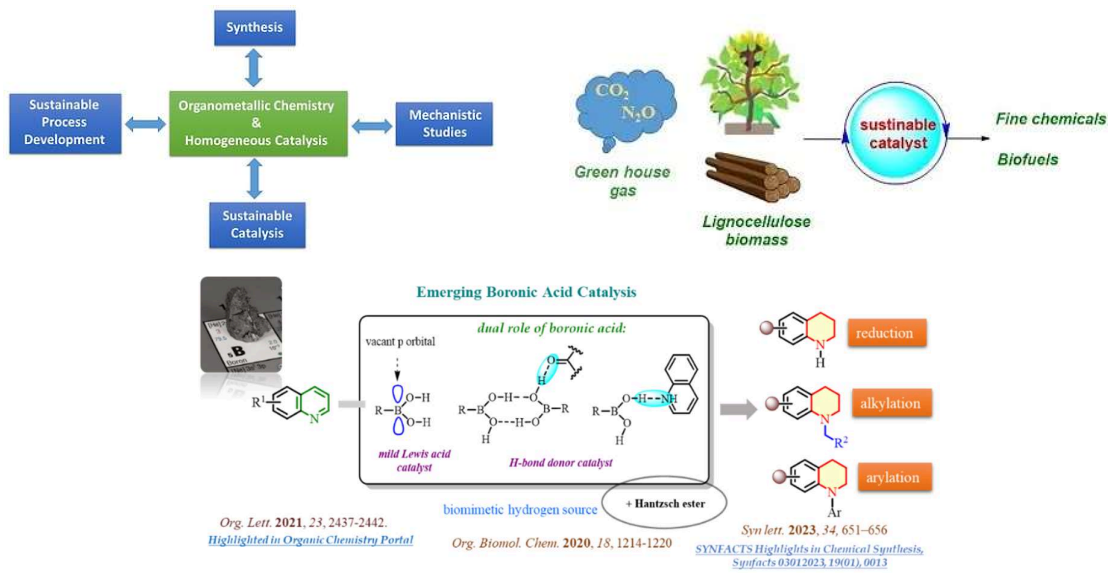 Synthesis
Sustainable
Process
Development
Organometallic Chemistry
&
Homogeneous Catalysis
Mechanistic
Studies
Sustainable
Catalysis
CO2
N2O
Green house
gas
Lignocellulose
biomass
sustinable
catalyst
Fine chemicals
Biofuels
Emerging Boronic Acid Catalysis
dual role of boronic acid:
vacant p orbital
R1
N
R–B
O–H
O–H
mild Lewis acid
catalyst
O
H
O–H
O
R–B
B–R
O
H–O
H
H-bond donor catalyst
O–H
NH
R–B
O
H
+ Hantzsch ester
biomimetic hydrogen source
N
H
reduction
N
R2
alkylation
N
Ar
arylation
Org. Lett. 2021, 23, 2437-2442.
Highlighted in Organic Chemistry Portal
Org. Biomol. Chem. 2020, 18, 1214-1220
Syn lett. 2023, 34, 651–656
SYNFACTS Highlights in Chemical Synthesis,
Synfacts 03012023, 19(01), 0013